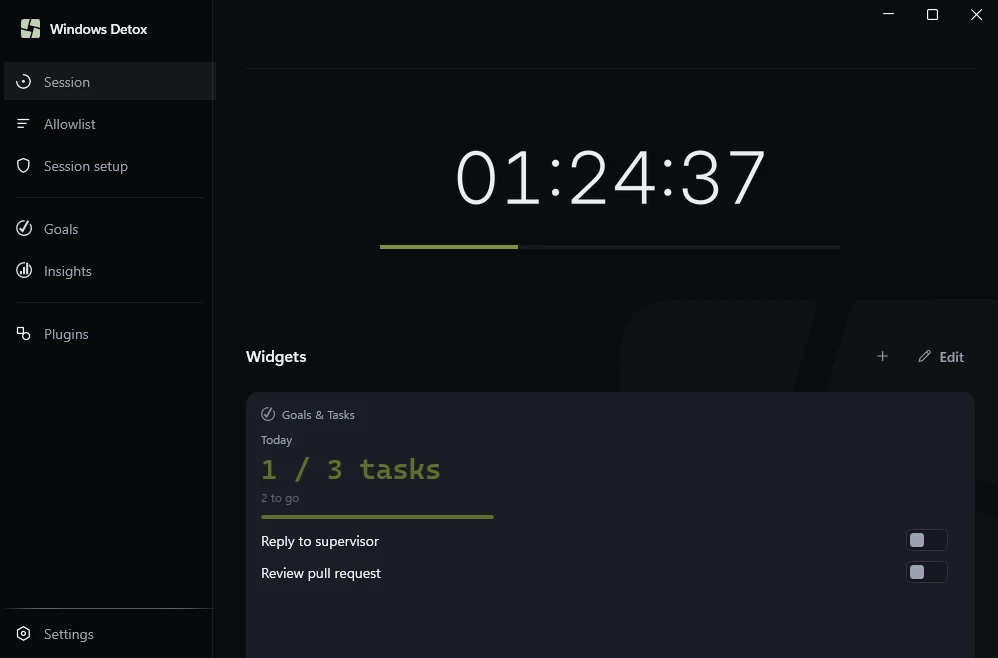 Windows Detox
Session
Allowlist
Session setup
Goals
Insights
Plugins
Settings
01:24:37
Widgets
Edit
Goals & Tasks
Today
1 / 3 tasks
2 to go
Reply to supervisor
Review pull request